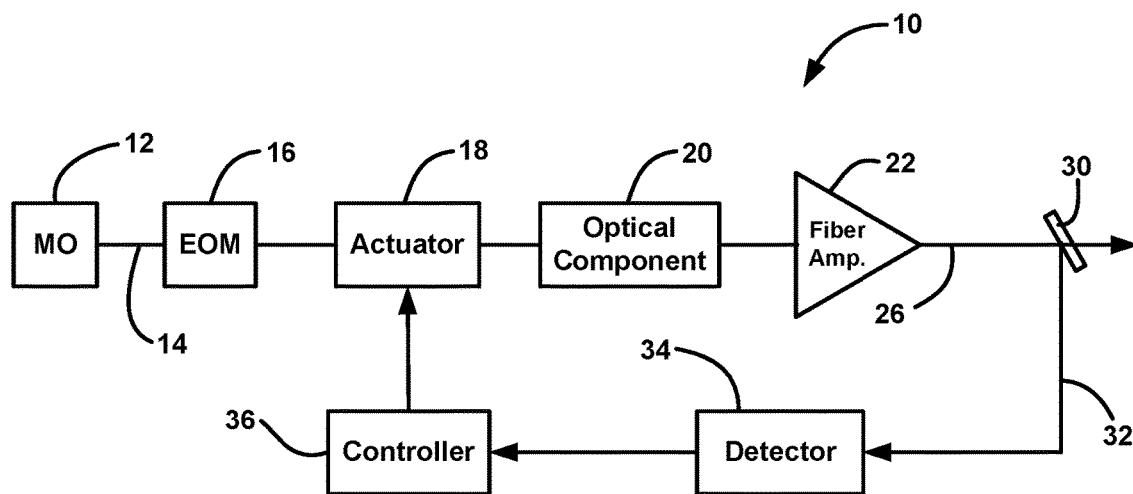 10
12
16
18
20
22
30
MO
EOM
Actuator
Optical
Component
Fiber
Amp.
14
26
34
32
36
Controller
Detector